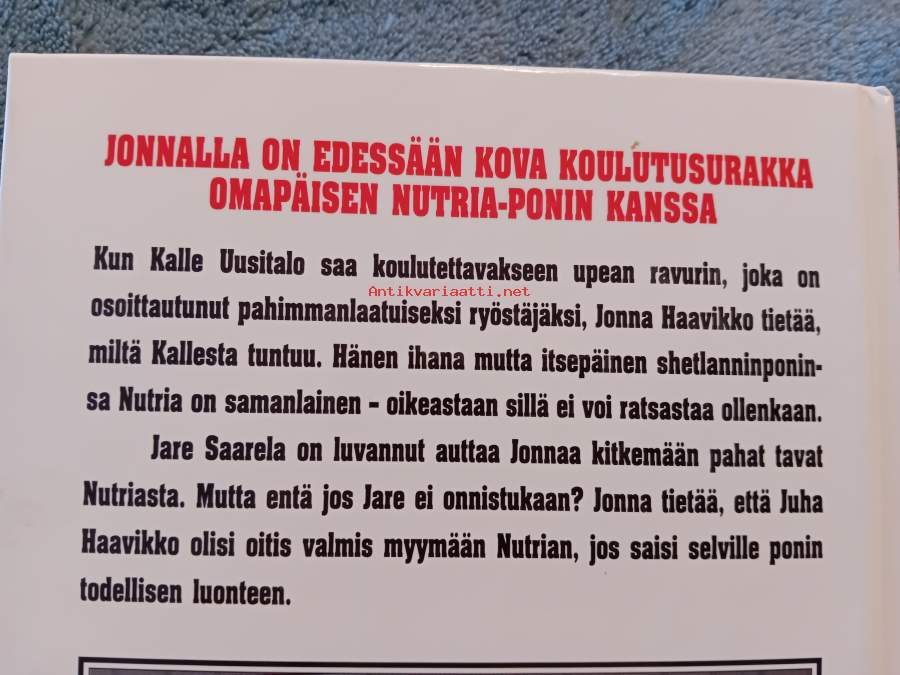 JONNALLA ON EDESSÄÄN KOVA KOULUTUSURAKKA
OMAPÄISEN NUTRIA-PONIN KANSSA
Kun Kalle Uusitalo saa koulutettavakseen upean ravurin, joka on
Antikvariaatti.net
osoittautunut pahimmanlaatuiseksi ryöstäjäksi, Jonna Haavikko tietää,
miltä Kallesta tuntuu. Hänen ihana mutta itsepäinen shetlanninponin-
sa Nutria on samanlainen – oikeastaan sillä ei voi ratsastaa ollenkaan.
Jare Saarela on luvannut auttaa Jonnaa kitkemään pahat tavat
Nutriasta. Mutta entä jos Jare ei onnistukaan? Jonna tietää, että Juha
Haavikko olisi oitis valmis myymään Nutrian, jos saisi selville ponin
todellisen luonteen.